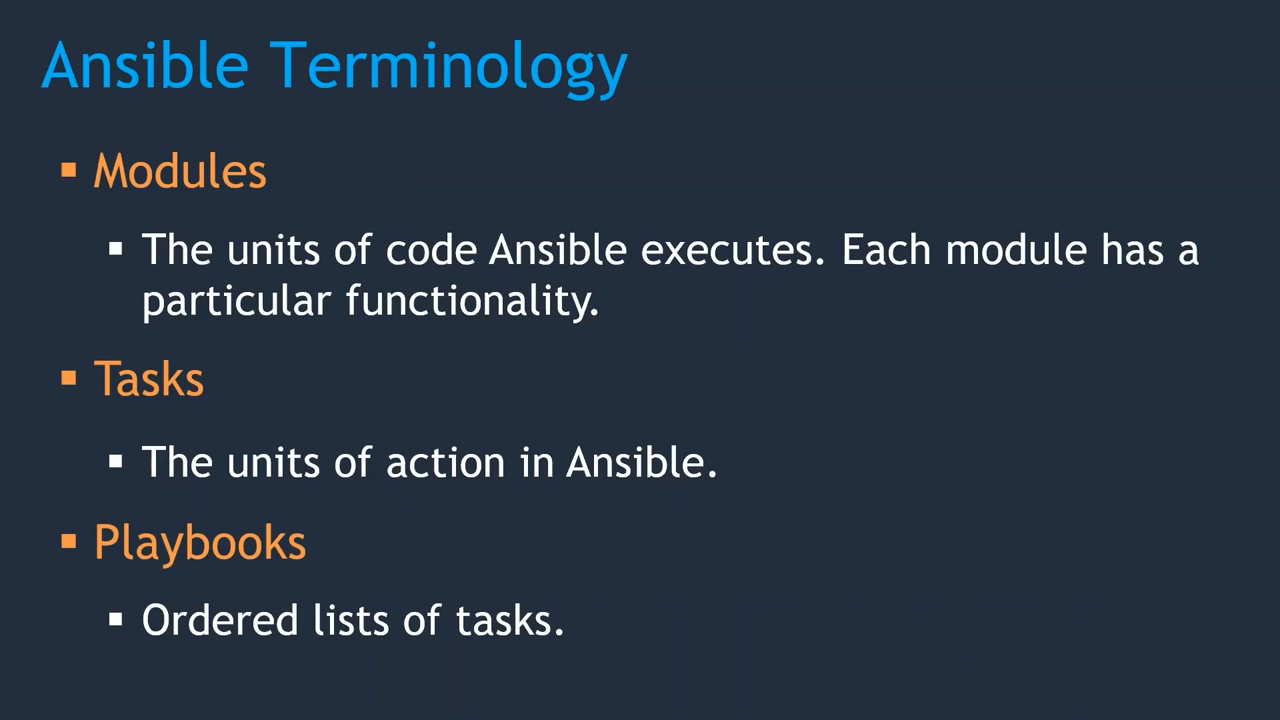 Ansible Terminology
▪ Modules
▪ The units of code Ansible executes. Each module has a
particular functionality.
▪ Tasks
▪ The units of action in Ansible.
▪ Playbooks
▪ Ordered lists of tasks.